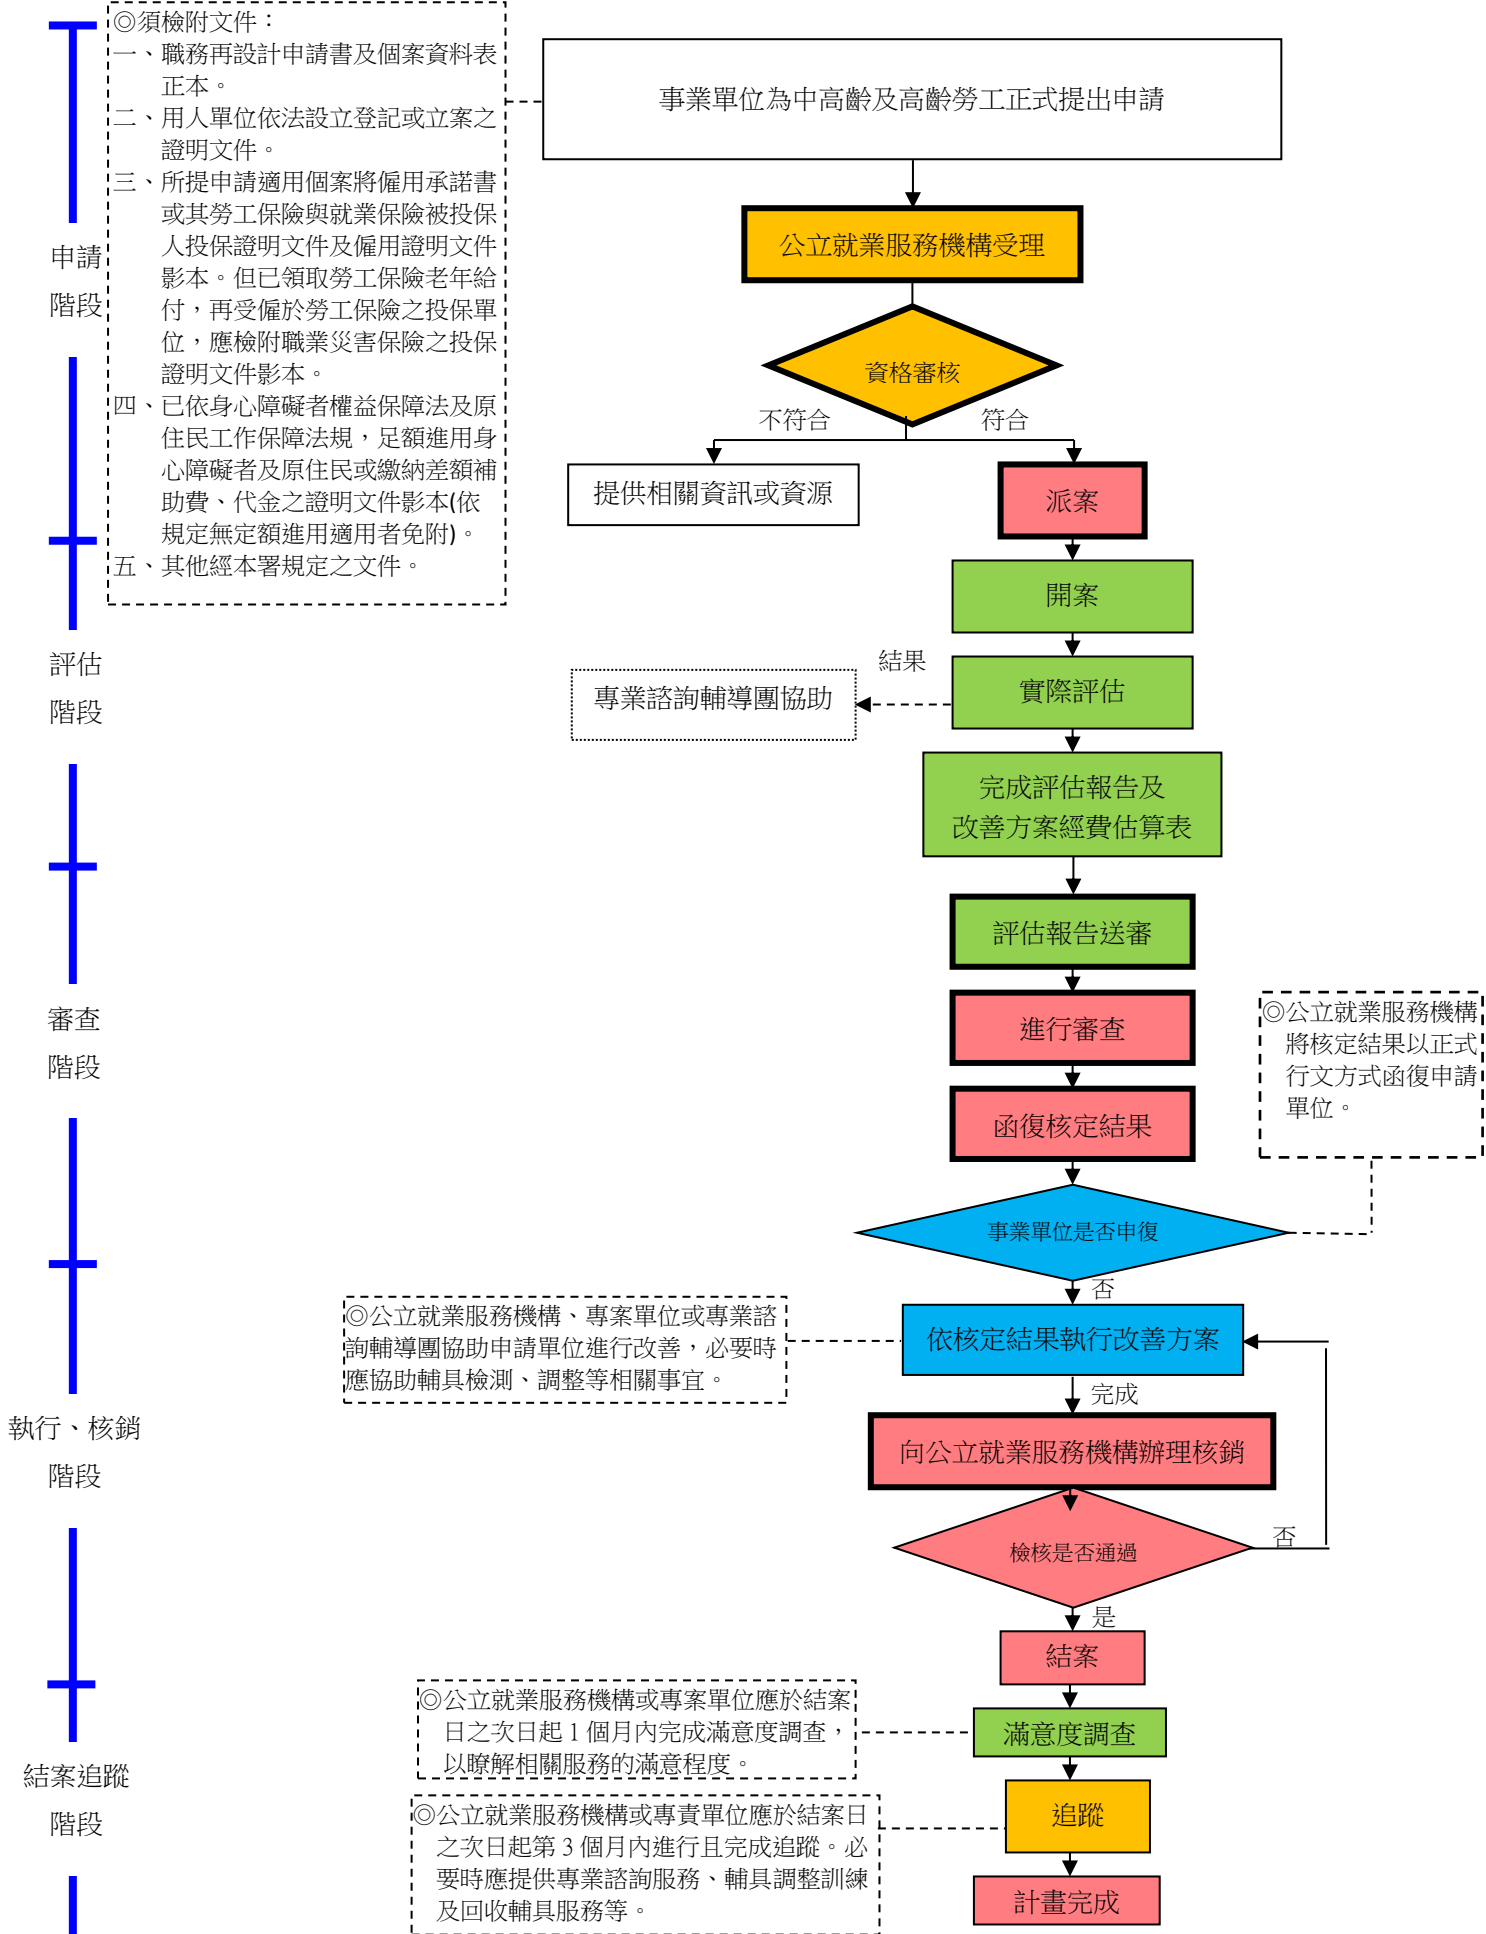 ◎須檢附文件：
一、職務再設計申請書及個案資料表
正本。
二、用人單位依法設立登記或立案之
證明文件。
三、所提申請適用個案將僱用承諾書
或其勞工保險與就業保險被投保
人投保證明文件及僱用證明文件
影本。但已領取勞工保險老年給
付，再受僱於勞工保險之投保單
位，應檢附職業災害保險之投保
證明文件影本。
四、已依身心障礙者權益保障法及原
住民工作保障法規，足額進用身
心障礙者及原住民或繳納差額補
助費、代金之證明文件影本(依
規定無定額進用適用者免附)。
五、其他經本署規定之文件。
事業單位為中高齡及高齡勞工正式提出申請
公立就業服務機構受理
申請
階段
資格審核
不符合
符合
提供相關資訊或資源
派案
開案
評估
階段
結果
專業諮詢輔導團協助
實際評估
完成評估報告及
改善方案經費估算表
評估報告送審
審查
階段
進行審查
◎公立就業服務機構
將核定結果以正式
行文方式函復申請
單位。
函復核定結果
事業單位是否申復
否
◎公立就業服務機構、專案單位或專業諮
詢輔導團協助申請單位進行改善，必要時
應協助輔具檢測、調整等相關事宜。
依核定結果執行改善方案
完成
執行、核銷
階段
向公立就業服務機構辦理核銷
檢核是否通過
否
是
結案
◎公立就業服務機構或專案單位應於結案
日之次日起 1 個月內完成滿意度調查，
以瞭解相關服務的滿意程度。
滿意度調查
結案追蹤
階段
◎公立就業服務機構或專責單位應於結案日
之次日起第 3 個月內進行且完成追蹤。必
要時應提供專業諮詢服務、輔具調整訓練
及回收輔具服務等。
追蹤
計畫完成